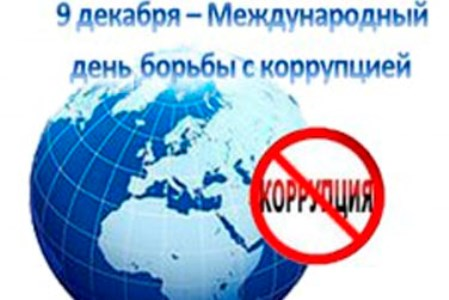 9 декабря – Международный
день борьбы с коррупцией
КОРРУПЦИЯ